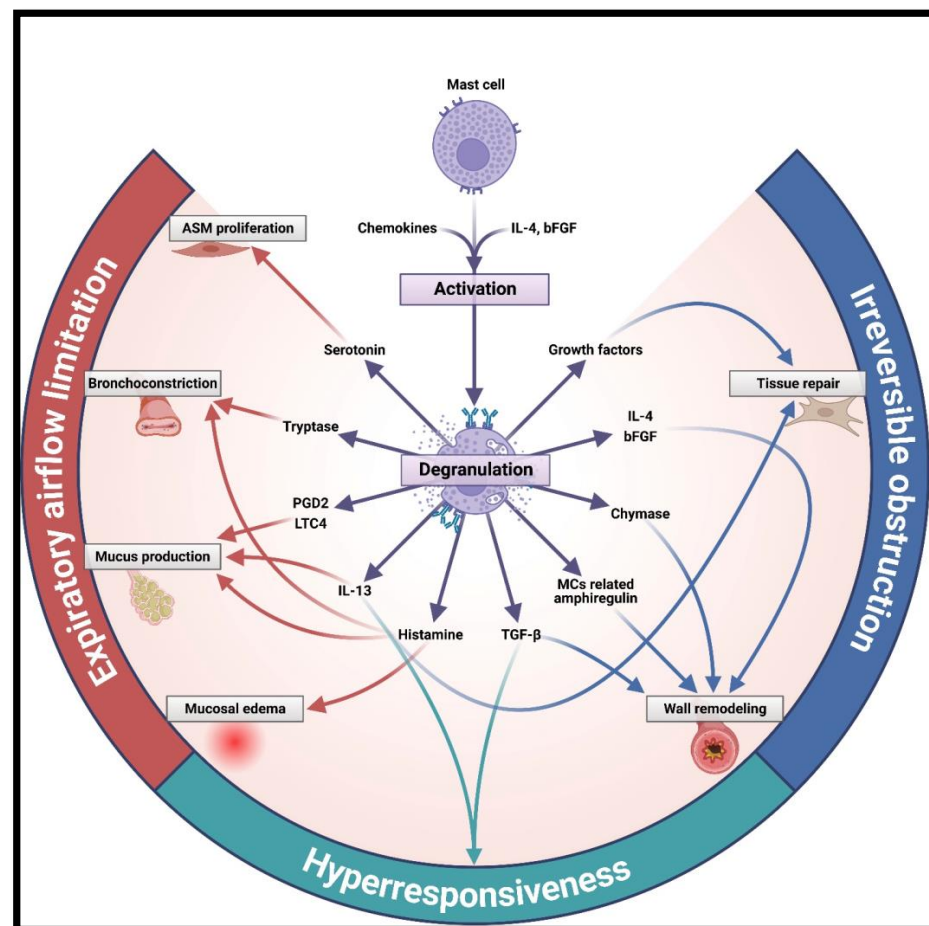 Mast cell
Chemokines
IL-4, bFGF
Activation
ASM proliferation
Serotonin
Growth factors
Bronchoconstriction
Tissue repair
Tryptase
IL-4
bFGF
Degranulation
PGD2
LTC4
Chymase
Mucus production
IL-13
MCs related
amphiregulin
Histamine
TGF-β
Mucosal edema
Wall remodeling
Expiratory airflow limitation
Hyperresponsiveness
Irreversible obstruction